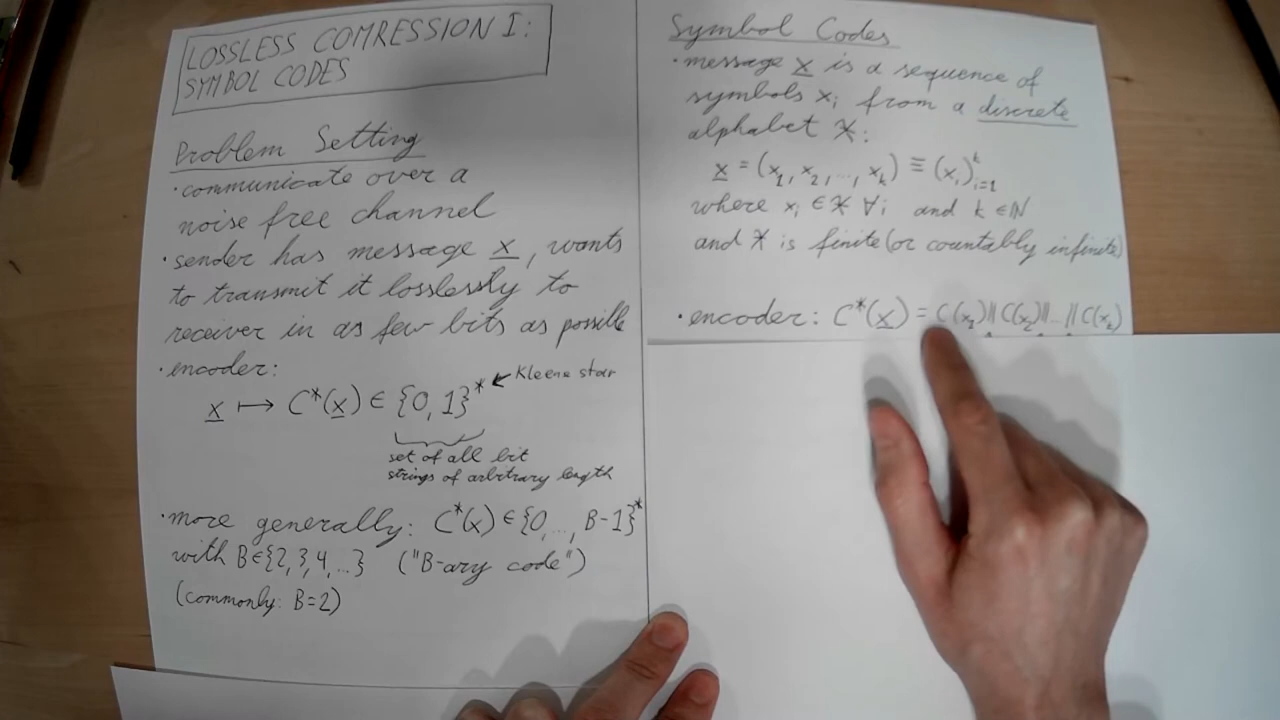 LOSSLESS COMRESSION I:
SYMBOL CODES
Problem Setting
· communicate over a
noise free channel
· sender has message x, wants
to transmit it losslessly to
receiver in as few bits as possible
· encoder:
x ↦ C*(x) ∈ {0,1}* ← Kleene star
set of all bit
strings of arbitrary length
· more generally: C*(x) ∈ {0,..., B-1}*
with B∈{2,3,4,...} ("B-ary code")
(commonly: B=2)
Symbol Codes
· message x is a sequence of
symbols xᵢ from a discrete
alphabet 𝒳:
x = (x₁, x₂, ..., xₖ) ≡ (xᵢ)ᵏᵢ₌₁
where xᵢ ∈ 𝒳 ∀i and k ∈ ℕ
and 𝒳 is finite (or countably infinite)
· encoder: C*(x) = C(x₁)||C(x₂)||...||C(xₖ)